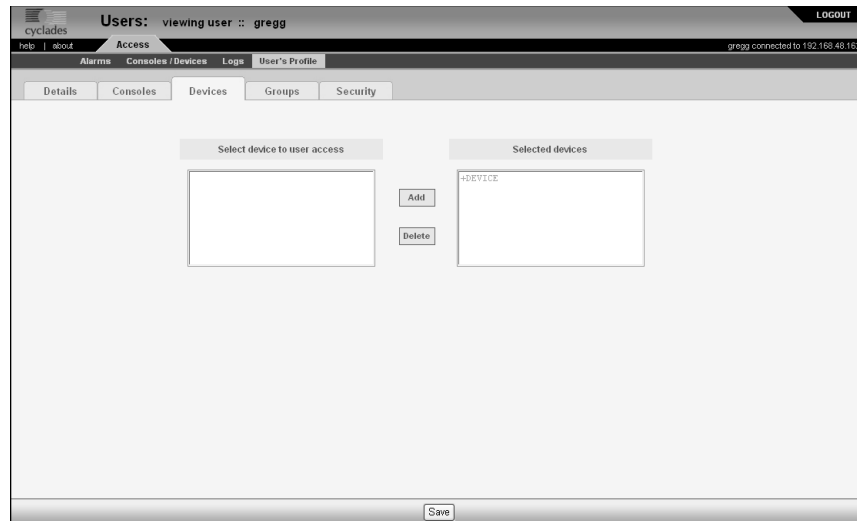 cyclades
Users: viewing user :: gregg
LOGOUT
help | about
Access
gregg connected to 192.168.48.16
Alarms Consoles / Devices Logs User's Profile
Details Consoles Devices Groups Security
Select device to user access
Selected devices
+DEVICE
Add
Delete
Save